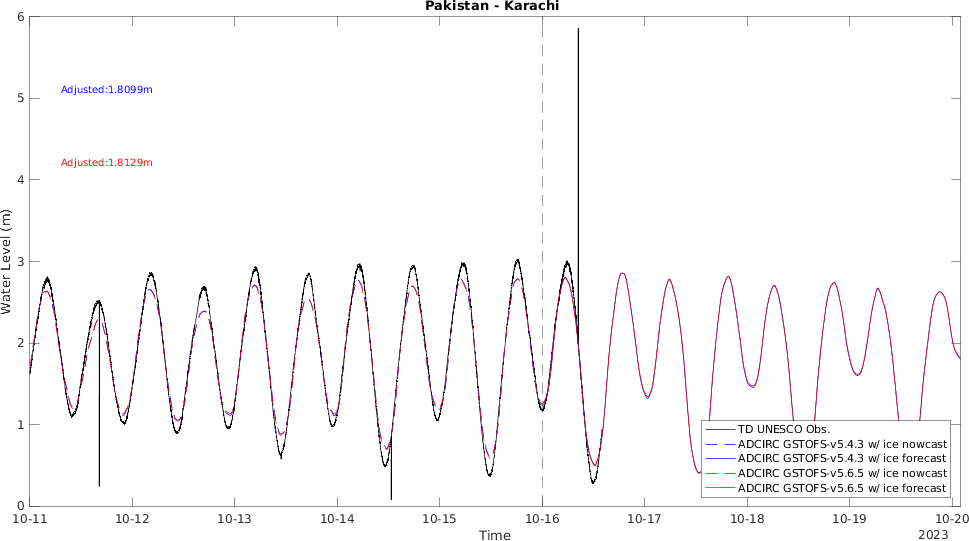 Pakistan - Karachi
6
5
4
3
2
1
0
Water Level (m)
Adjusted:1.8099m
Adjusted:1.8129m
TD UNESCO Obs.
ADCIRC GSTOFS-v5.4.3 w/ ice nowcast
ADCIRC GSTOFS-v5.4.3 w/ ice forecast
ADCIRC GSTOFS-v5.6.5 w/ ice nowcast
ADCIRC GSTOFS-v5.6.5 w/ ice forecast
10-11 10-12 10-13 10-14 10-15 10-16 10-17 10-18 10-19 10-20
Time
2023